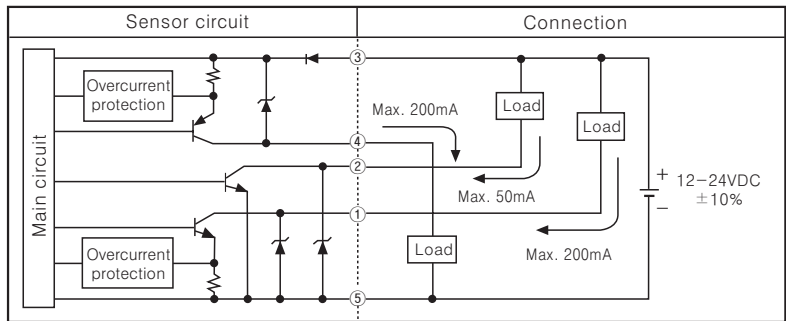 Sensor circuit
Connection
Main circuit
Overcurrent
protection
③
Max. 200mA
Load
Load
④
②
Max. 50mA
+
12-24VDC
±10%
−
①
Overcurrent
protection
Load
Max. 200mA
⑤